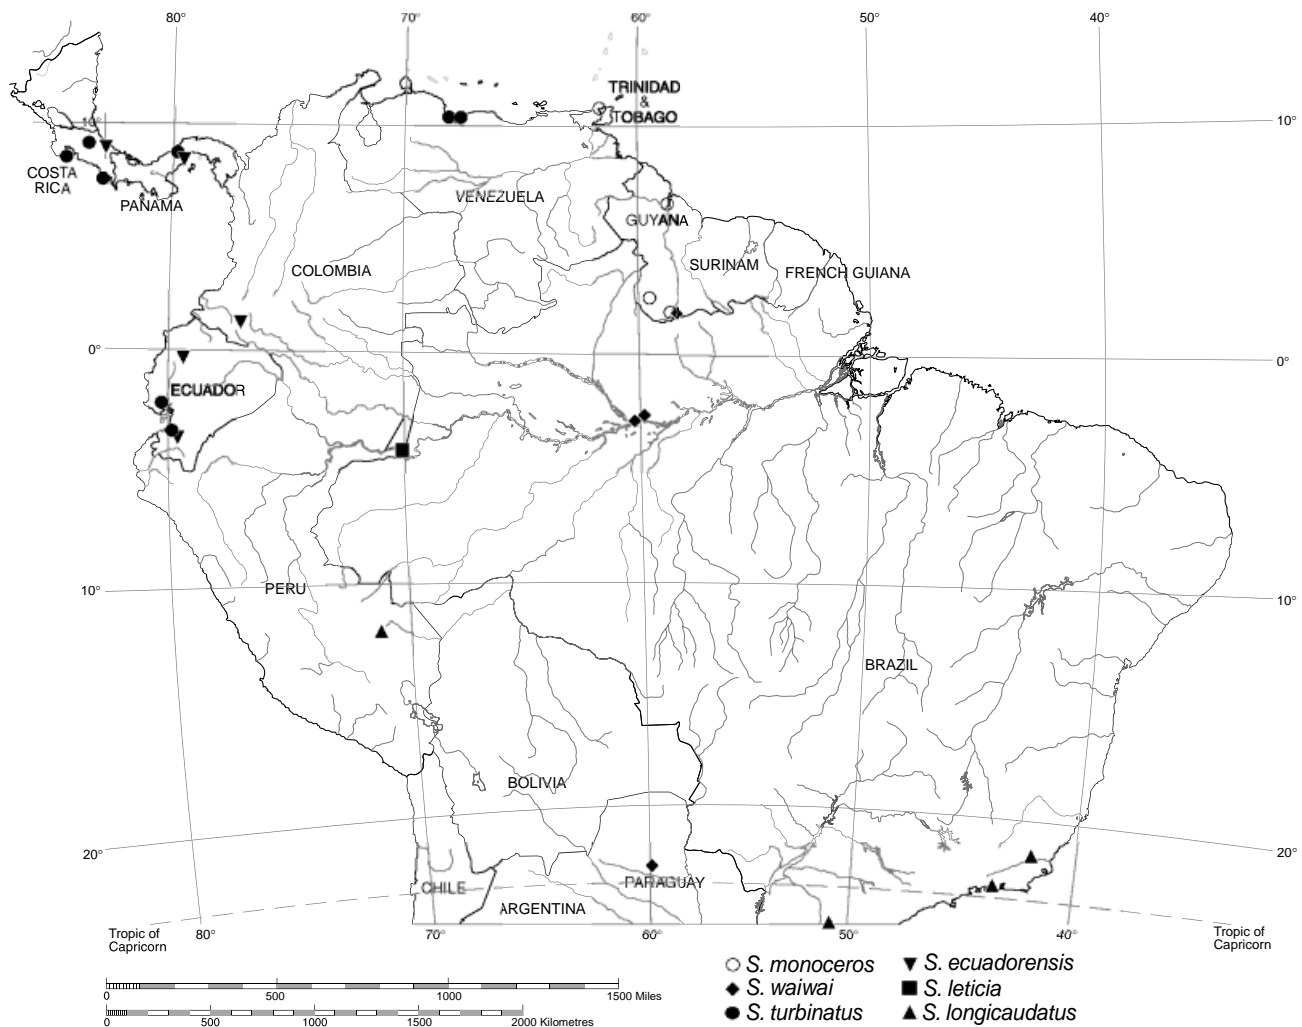 80° 70° 60° 50° 40°
TRINIDAD
&
TOBAGO
10° 10°
COSTA
RICA
PANAMA
VENEZUELA
GUYANA
SURINAM
FRENCH GUIANA
COLOMBIA
0° 0°
ECUADOR
10° PERU 10°
BRAZIL
BOLIVIA
20° 20°
PARAGUAY
CHILE
ARGENTINA
Tropic of
Capricorn
80° 70° 60° 50° 40°
Tropic of
Capricorn
0 500 1000 1500 Miles
0 500 1000 1500 2000 Kilometres
S. monoceros
S. waiwai
S. turbinatus
S. ecuadorensis
S. leticia
S. longicaudatus